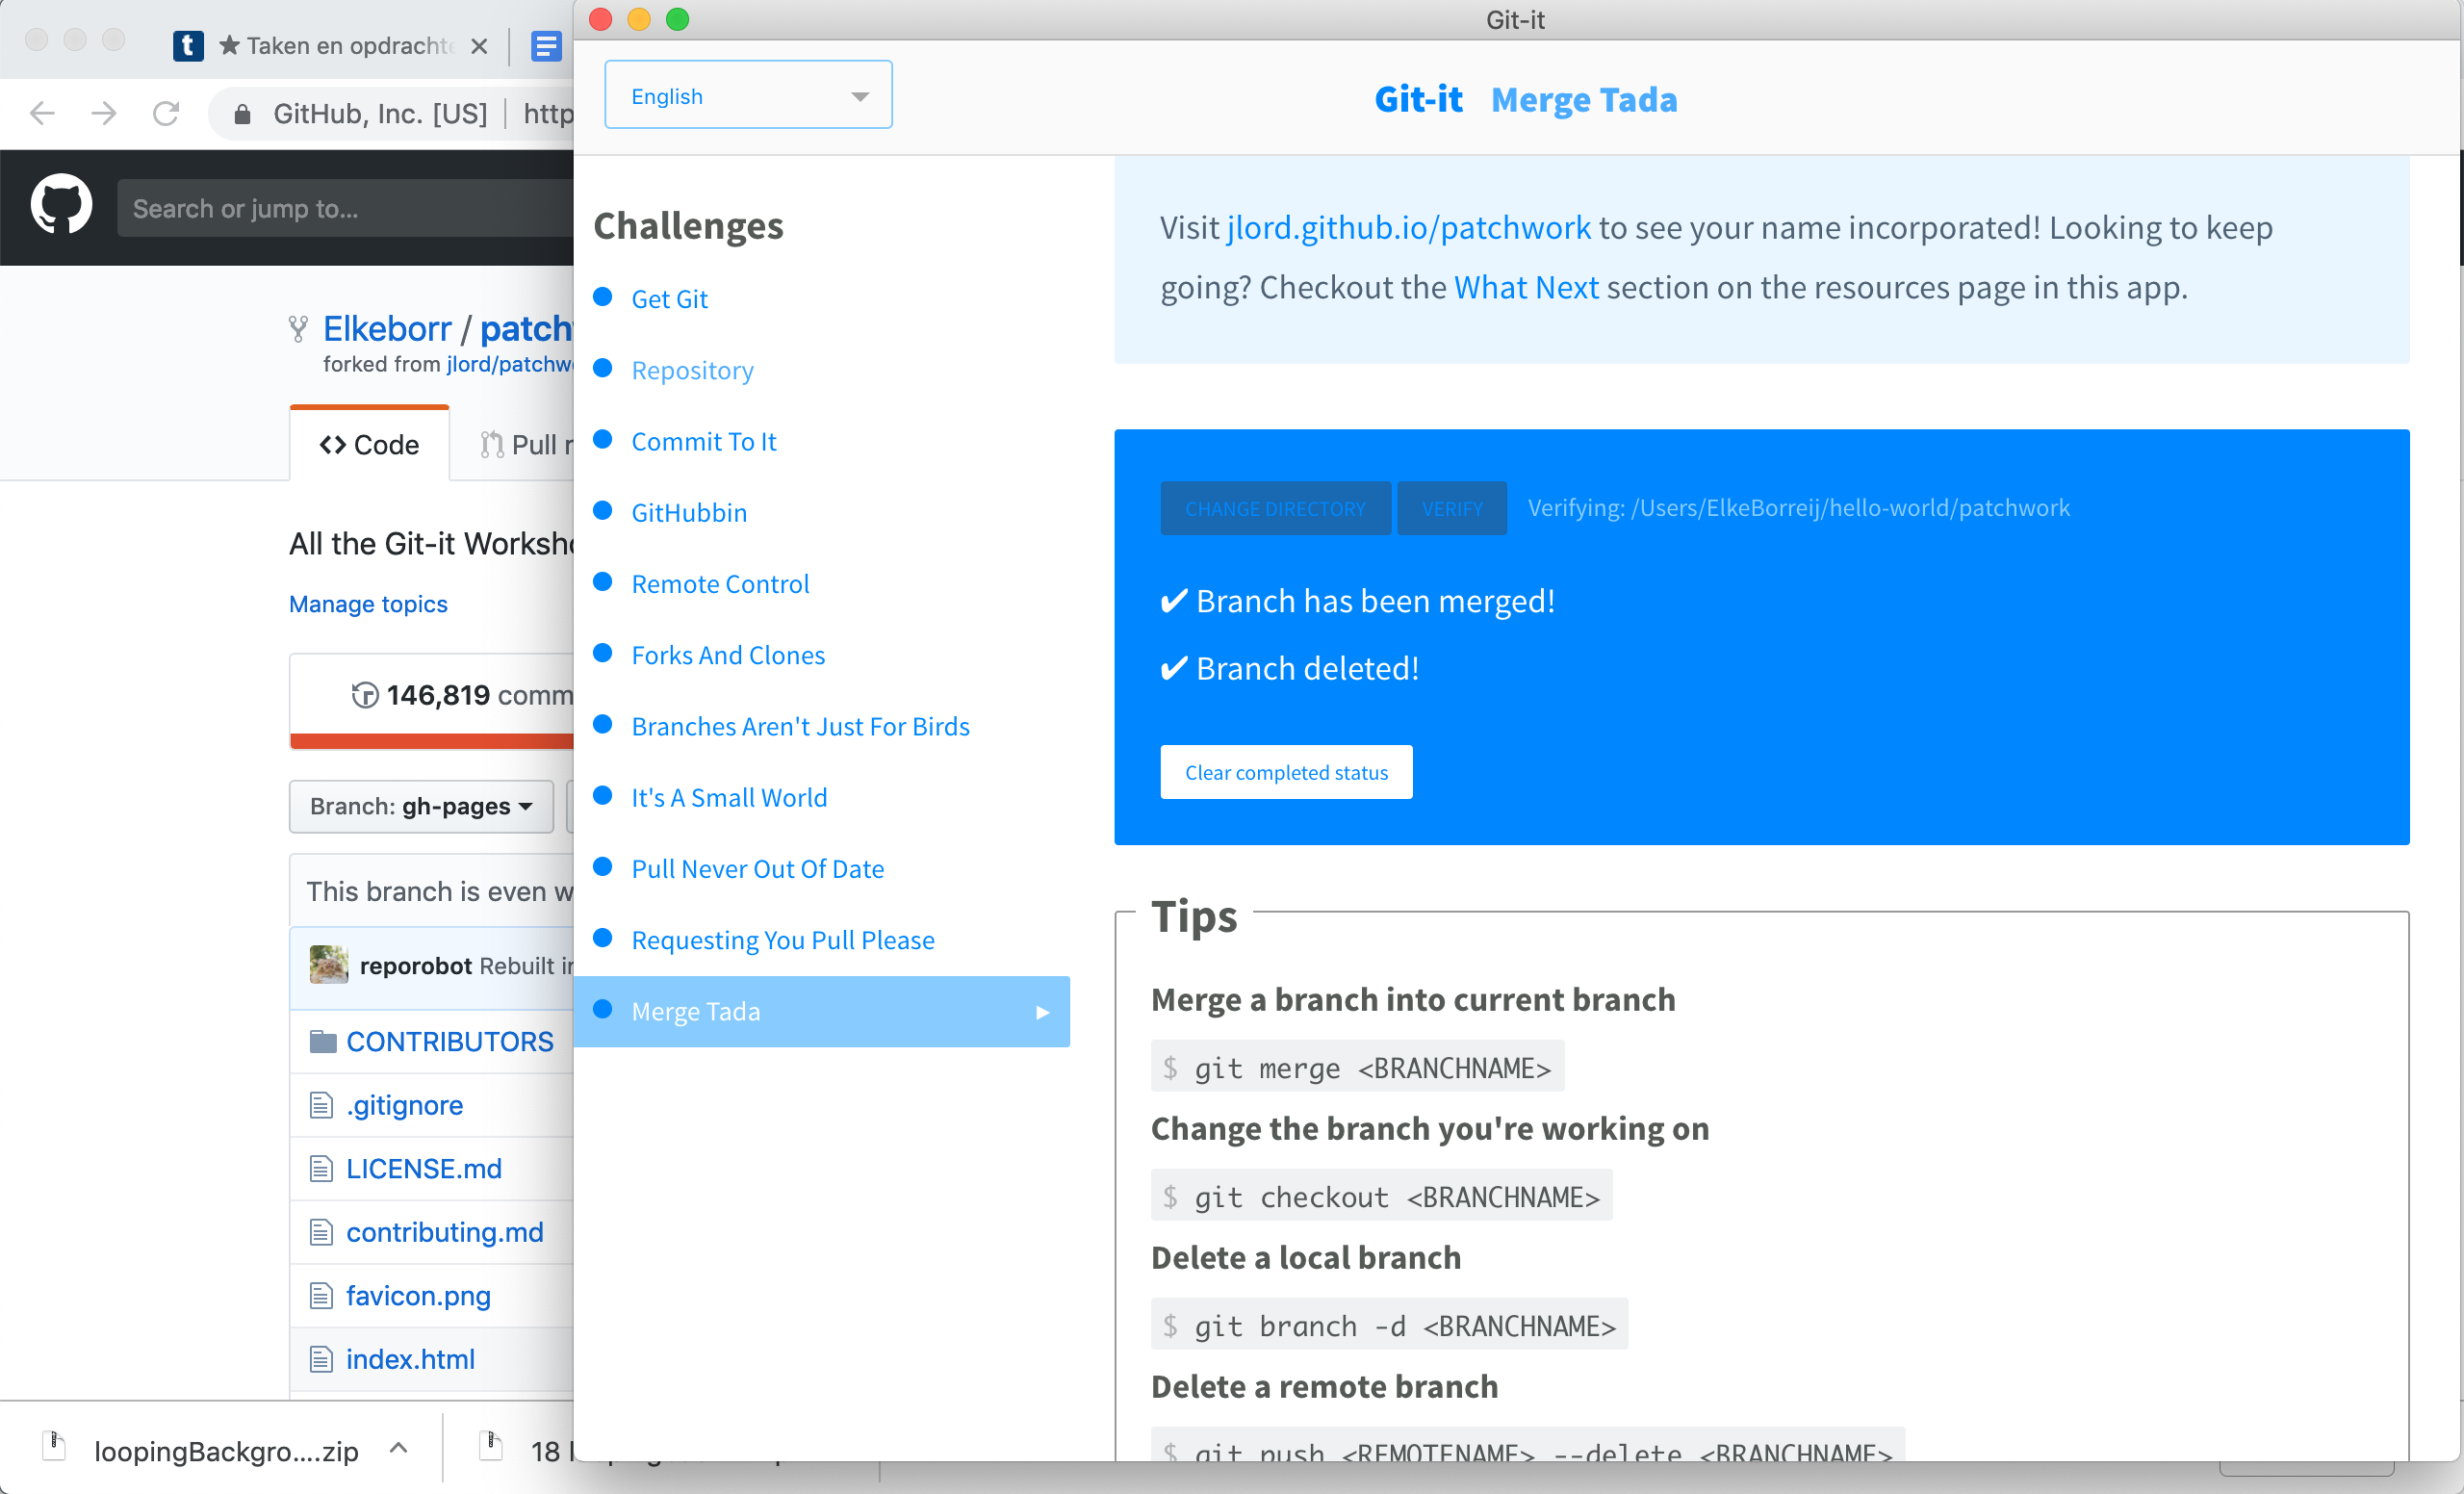 Taken en opdrachte
GitHub, Inc. [US] | http
Search or jump to...
Elkeborr / patch
forked from jlord/patchw
Code
Pull r
All the Git-it Worksh
Manage topics
146,819 comm
Branch: gh-pages
This branch is even w
reporobot Rebuilt in
CONTRIBUTORS
.gitignore
LICENSE.md
contributing.md
favicon.png
index.html
loopingBackgro....zip
18
Git-it
English
Git-it Merge Tada
Challenges
Get Git
Repository
Commit To It
GitHubbin
Remote Control
Forks And Clones
Branches Aren't Just For Birds
It's A Small World
Pull Never Out Of Date
Requesting You Pull Please
Merge Tada
Visit jlord.github.io/patchwork to see your name incorporated! Looking to keep
going? Checkout the What Next section on the resources page in this app.
CHANGE DIRECTORY VERIFY Verifying: /Users/ElkeBorreij/hello-world/patchwork
✔ Branch has been merged!
✔ Branch deleted!
Clear completed status
Tips
Merge a branch into current branch
$ git merge <BRANCHNAME>
Change the branch you're working on
$ git checkout <BRANCHNAME>
Delete a local branch
$ git branch -d <BRANCHNAME>
Delete a remote branch
$ git push <REMOTENAME> --delete <BRANCHNAME>